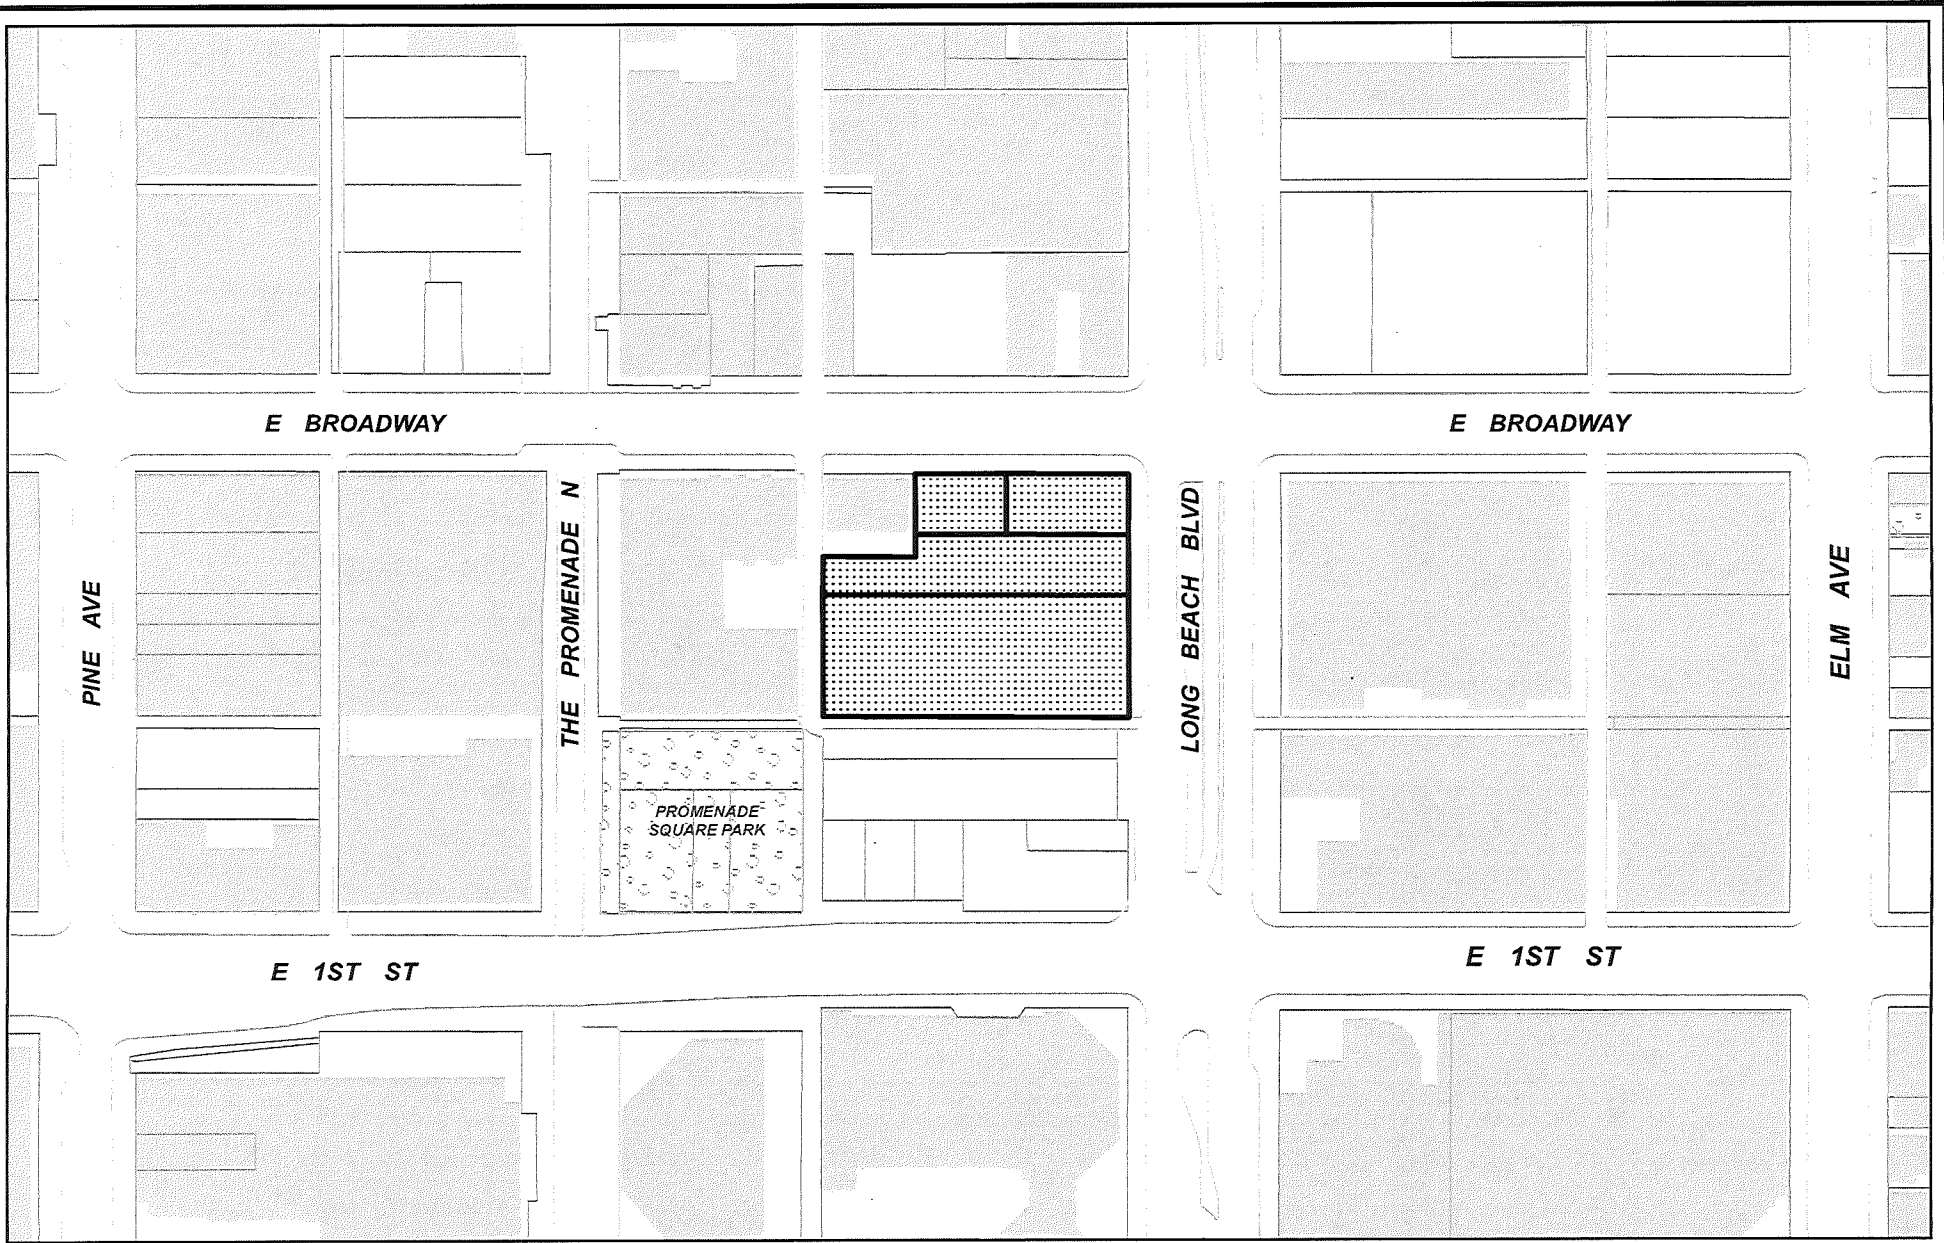 E BROADWAY
E BROADWAY
PINE AVE
THE PROMENADE N
LONG BEACH BLVD
ELM AVE
PROMENADE
SQUARE PARK
E 1ST ST
E 1ST ST